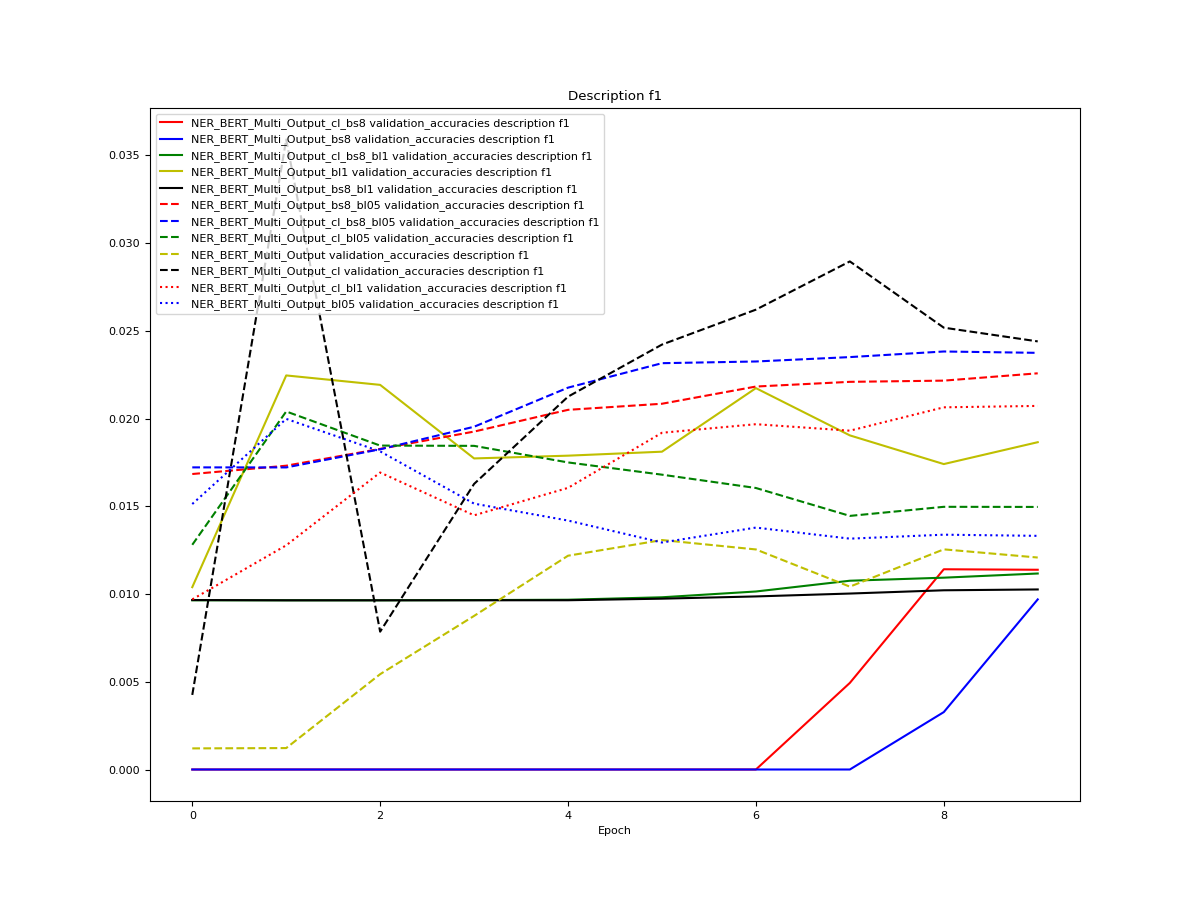 Description f1
NER_BERT_Multi_Output_cl_bs8 validation_accuracies description f1
NER_BERT_Multi_Output_bs8 validation_accuracies description f1
NER_BERT_Multi_Output_cl_bs8_bl1 validation_accuracies description f1
NER_BERT_Multi_Output_bl1 validation_accuracies description f1
NER_BERT_Multi_Output_bs8_bl1 validation_accuracies description f1
NER_BERT_Multi_Output_bs8_bl05 validation_accuracies description f1
NER_BERT_Multi_Output_cl_bs8_bl05 validation_accuracies description f1
NER_BERT_Multi_Output_cl_bl05 validation_accuracies description f1
NER_BERT_Multi_Output validation_accuracies description f1
NER_BERT_Multi_Output_cl validation_accuracies description f1
NER_BERT_Multi_Output_cl_bl1 validation_accuracies description f1
NER_BERT_Multi_Output_bl05 validation_accuracies description f1
0.035
0.030
0.025
0.020
0.015
0.010
0.005
0.000
0 2 4 6 8
Epoch